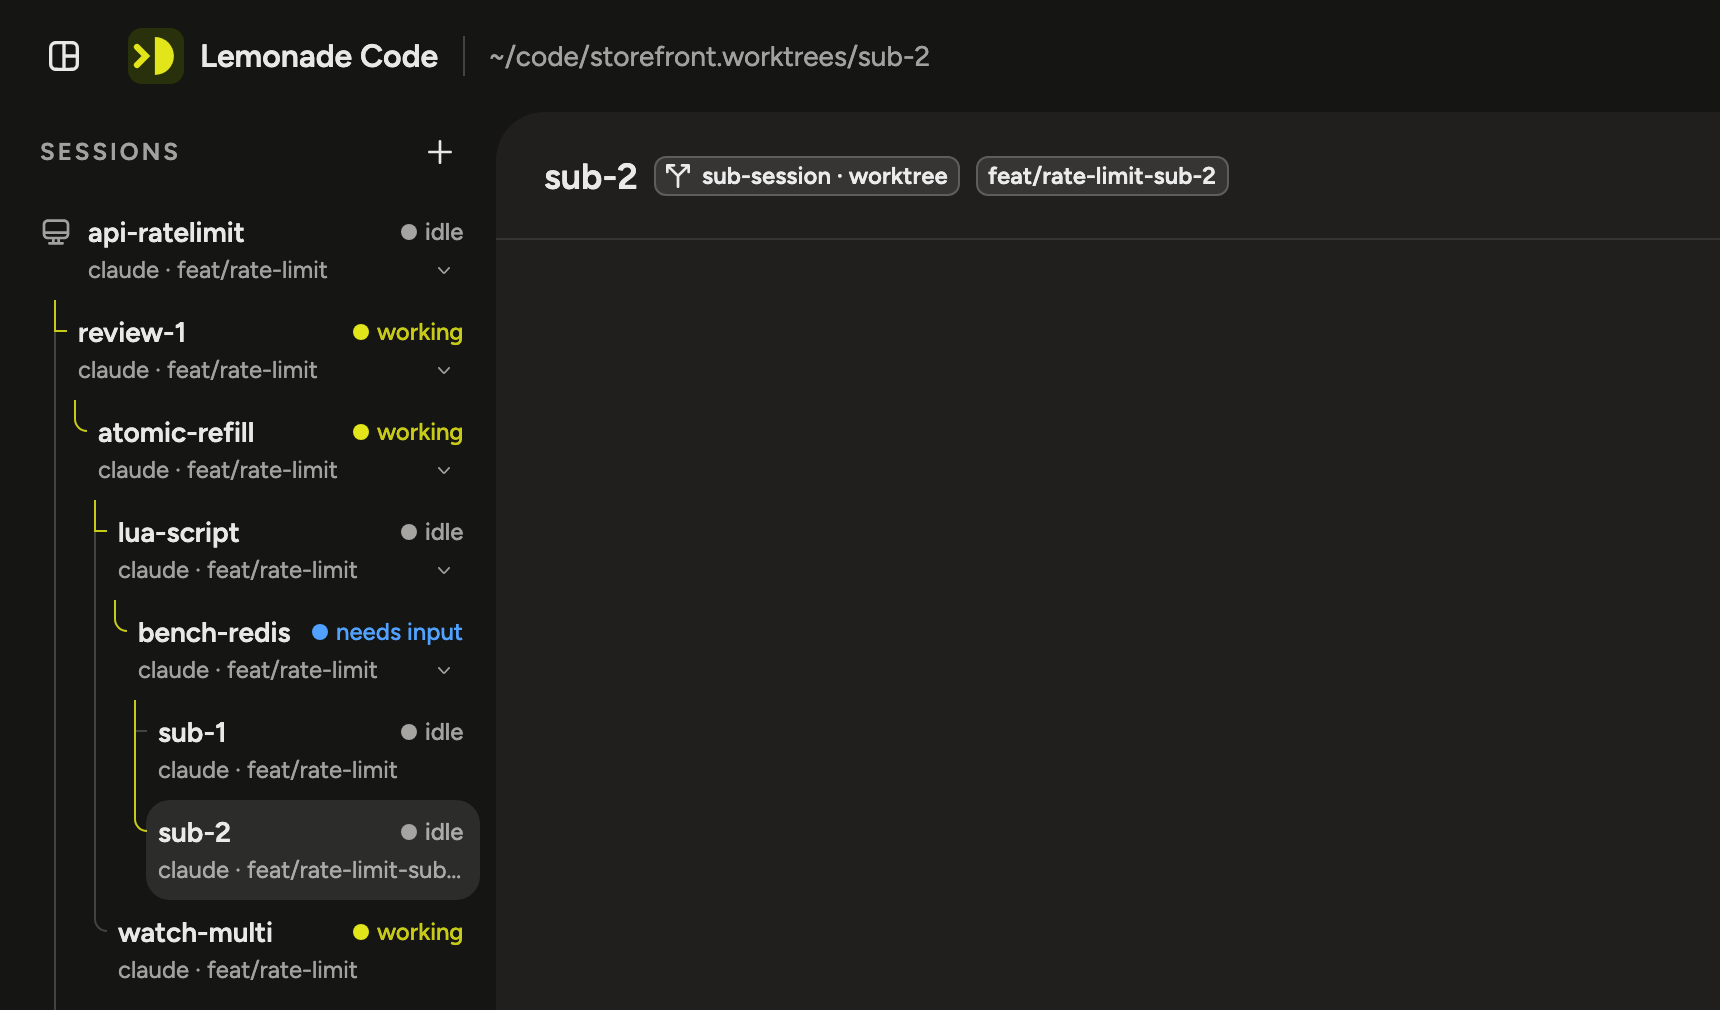 Lemonade Code
~/code/storefront.worktrees/sub-2
SESSIONS
api-ratelimit idle
claude · feat/rate-limit
review-1 working
claude · feat/rate-limit
atomic-refill working
claude · feat/rate-limit
lua-script idle
claude · feat/rate-limit
bench-redis needs input
claude · feat/rate-limit
sub-1 idle
claude · feat/rate-limit
sub-2 idle
claude · feat/rate-limit-sub...
watch-multi working
claude · feat/rate-limit
sub-2 sub-session · worktree feat/rate-limit-sub-2